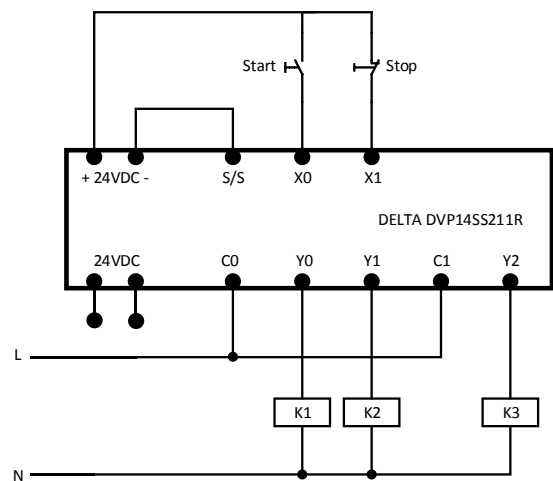 Start Stop
+ 24VDC - S/S X0 X1
DELTA DVP14SS211R
24VDC C0 Y0 Y1 C1 Y2
L
K1 K2 K3
N